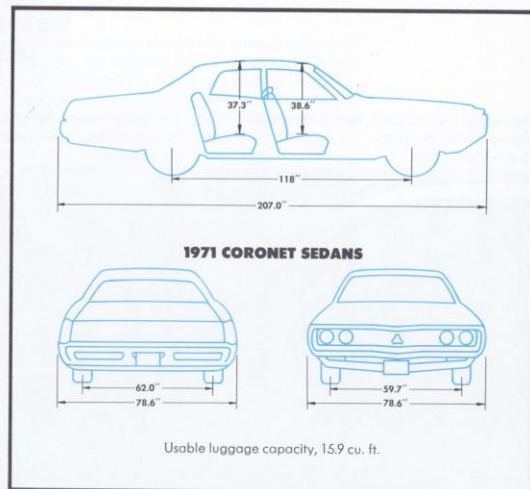 37.3" 38.6"
118"
207.0"
1971 CORONET SEDANS
62.0" 59.7"
78.6" 78.6"
Usable luggage capacity, 15.9 cu. ft.